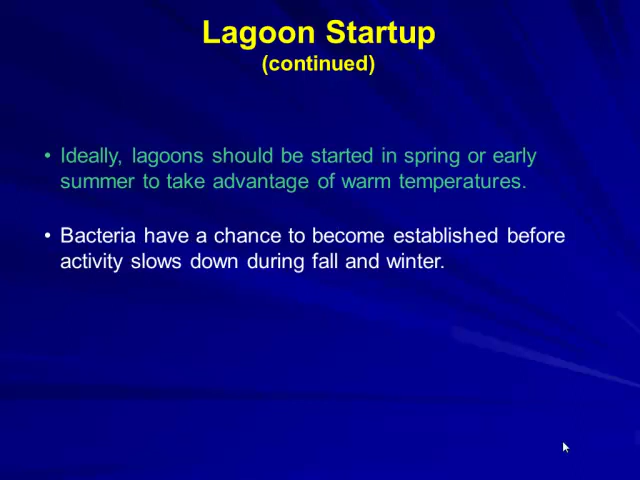 Lagoon Startup
(continued)
• Ideally, lagoons should be started in spring or early
summer to take advantage of warm temperatures.
• Bacteria have a chance to become established before
activity slows down during fall and winter.